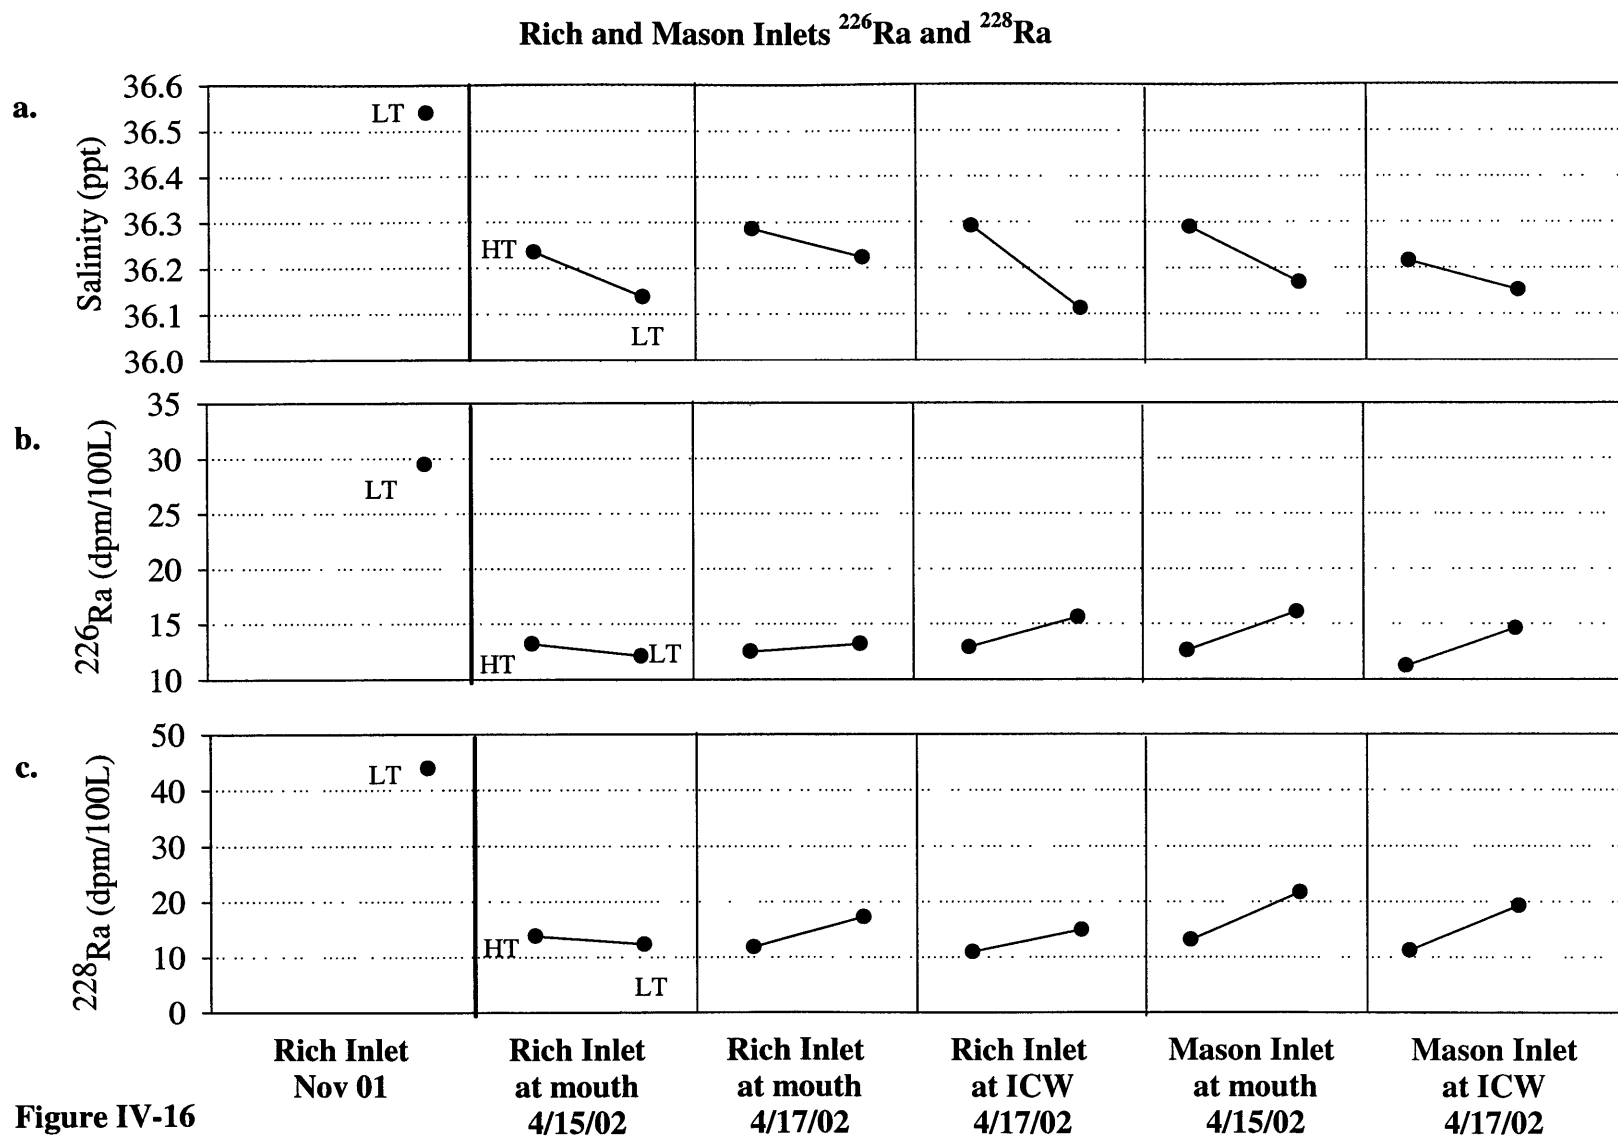 Rich and Mason Inlets ²²⁶Ra and ²²⁸Ra
a.
Salinity (ppt)
36.6
36.5
36.4
36.3
36.2
36.1
36.0
LT
HT
LT
b.
226Ra (dpm/100L)
35
30
25
20
15
10
LT
HT
LT
c.
228Ra (dpm/100L)
50
40
30
20
10
0
LT
HT
LT
Rich Inlet
Nov 01
Rich Inlet
at mouth
4/15/02
Rich Inlet
at mouth
4/17/02
Rich Inlet
at ICW
4/17/02
Mason Inlet
at mouth
4/15/02
Mason Inlet
at ICW
4/17/02
Figure IV-16